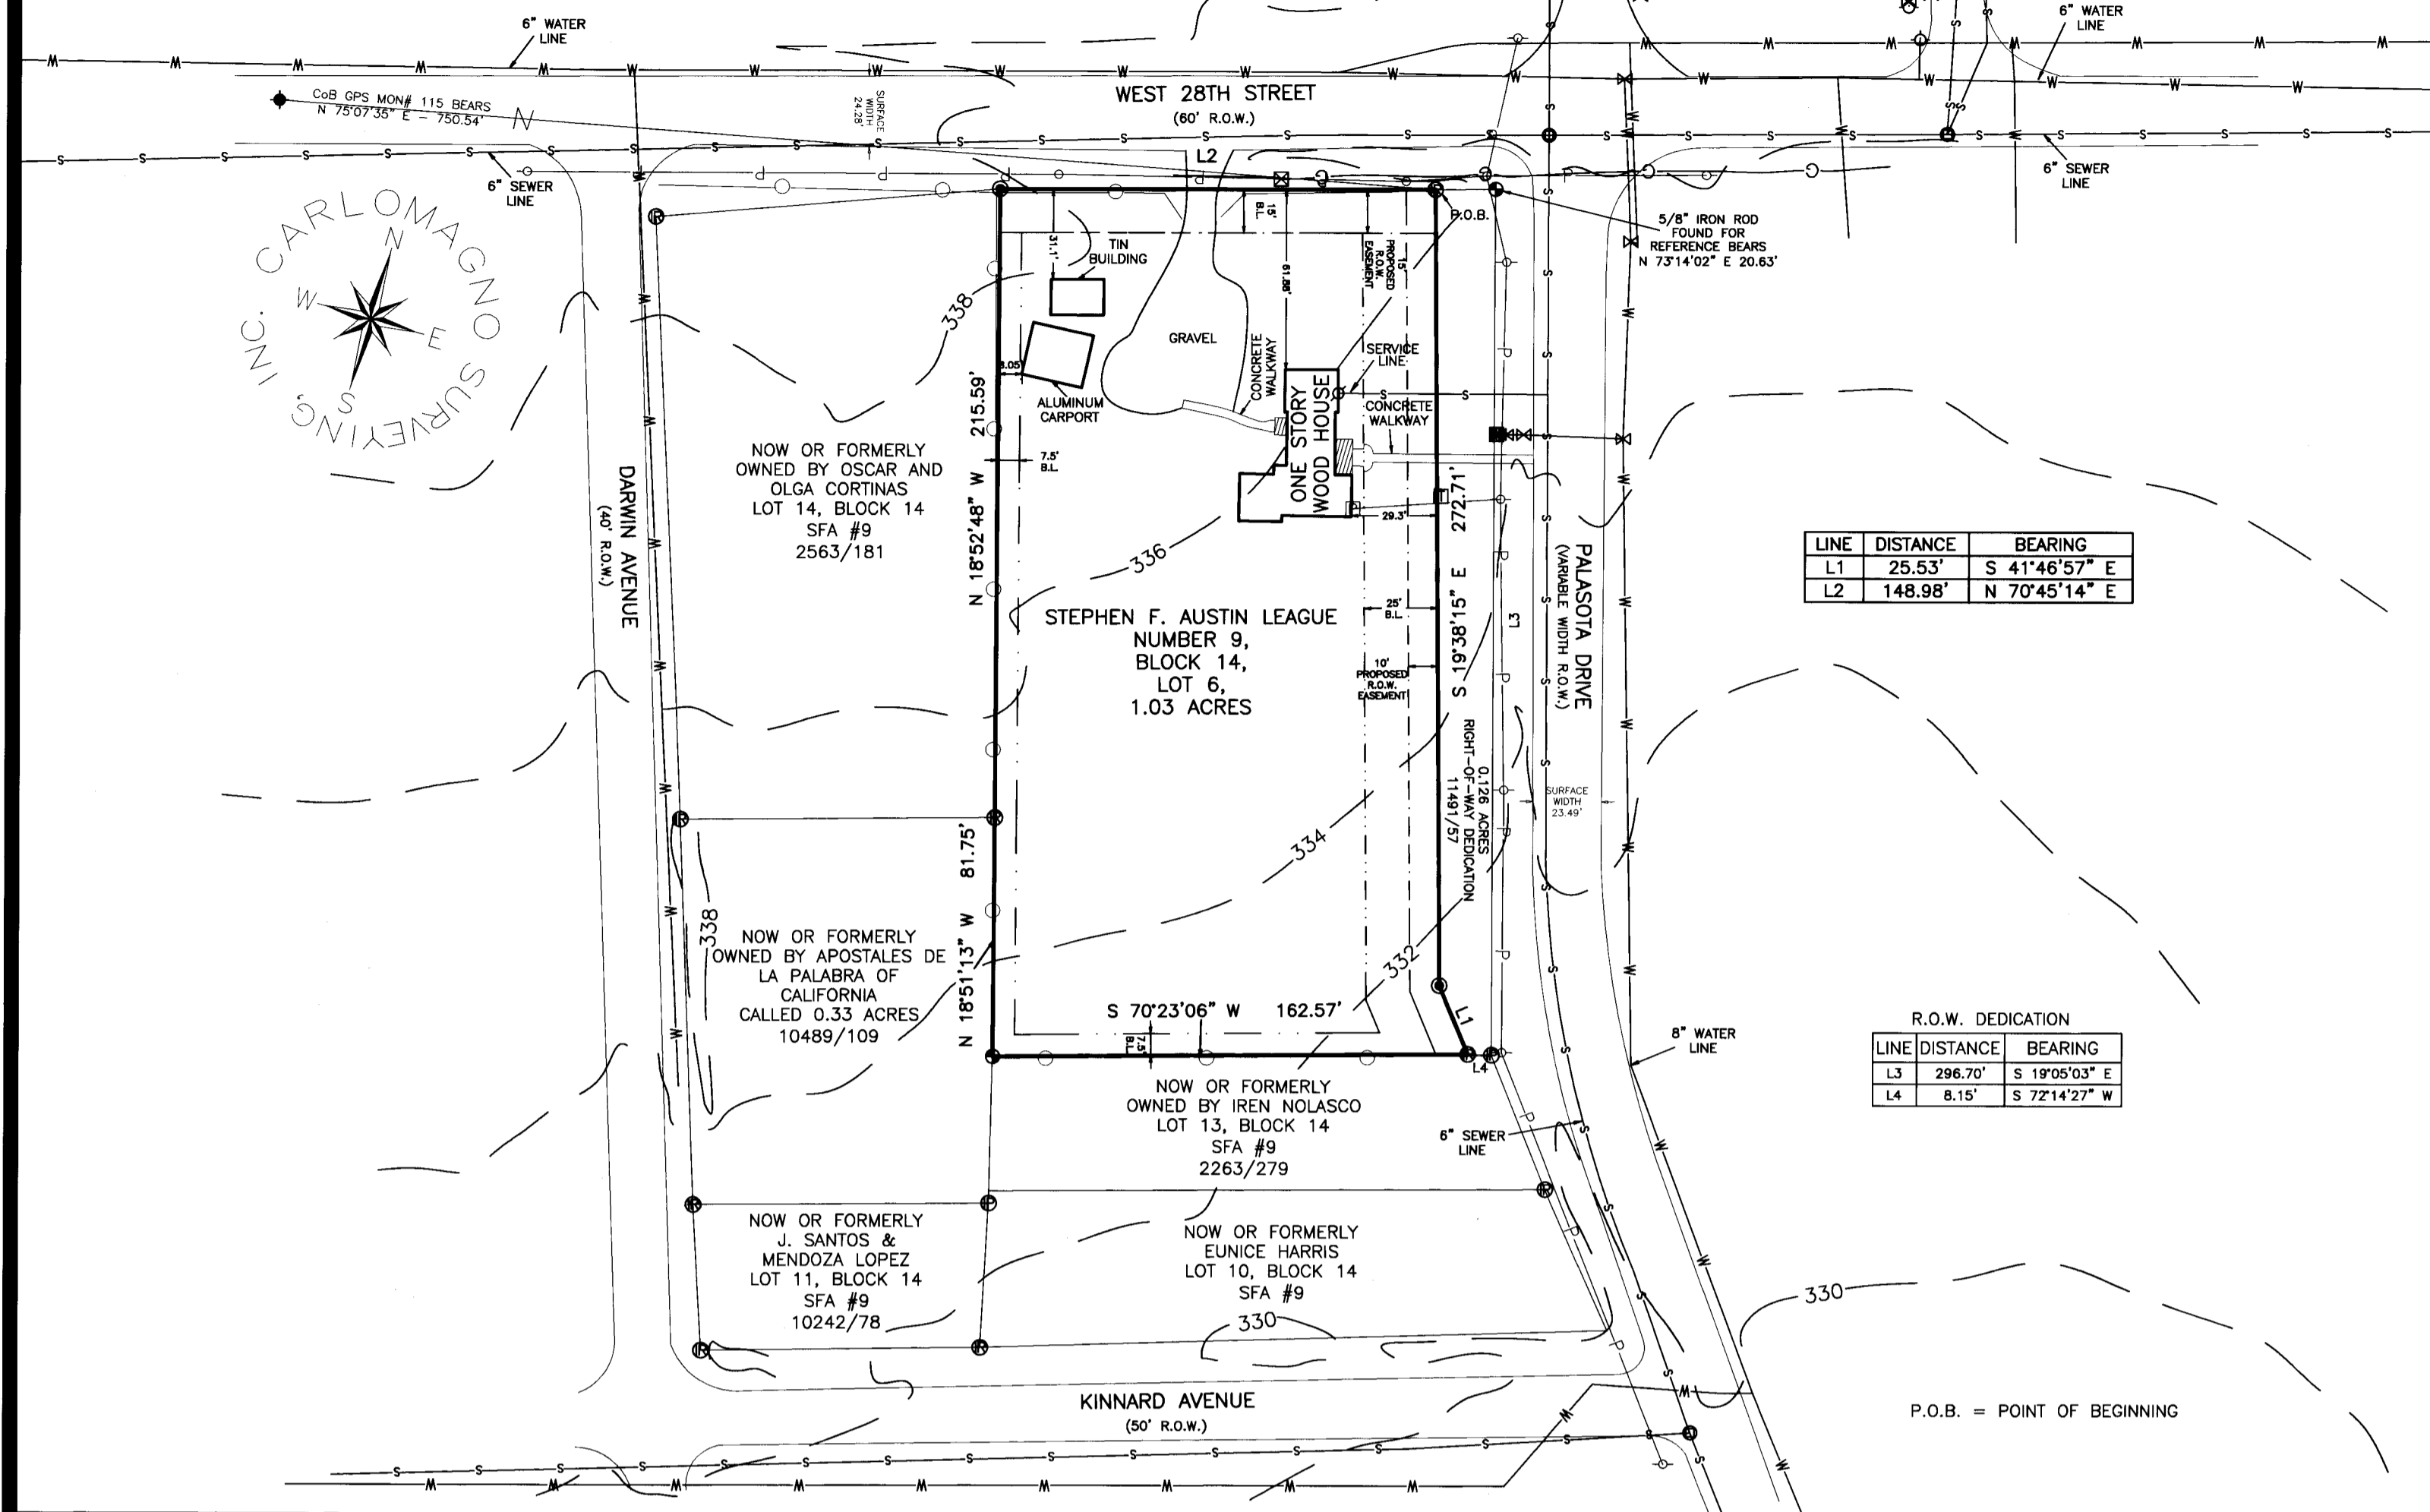 6" WATER
LINE
6" WATER
LINE
CoB GPS MON# 115 BEARS
N 75°07'35" E - 750.54'
SURFACE
WIDTH
24.28'
WEST 28TH STREET
(60' R.O.W.)
L2
6" SEWER
LINE
6" SEWER
LINE
CARLOMAGNO SURVEYING, INC.
N
W
E
S
P.O.B.
5/8" IRON ROD
FOUND FOR
REFERENCE BEARS
N 73°14'02" E 20.63'
15'
B.L.
31.1'
TIN
BUILDING
61.88'
15'
PROPOSED
R.O.W.
EASEMENT
338
GRAVEL
CONCRETE
WALKWAY
SERVICE
LINE
ALUMINUM
CARPORT
CONCRETE
WALKWAY
ONE STORY
WOOD HOUSE
7.5'
B.L.
N 18°52'48" W 215.59'
NOW OR FORMERLY
OWNED BY OSCAR AND
OLGA CORTINAS
LOT 14, BLOCK 14
SFA #9
2563/181
DARWIN AVENUE
(40' R.O.W.)
29.3'
336
S 19°38'15" E 272.71'
L3
PALASOTA DRIVE
(VARIABLE WIDTH R.O.W.)
LINE DISTANCE BEARING
L1 25.53' S 41°46'57" E
L2 148.98' N 70°45'14" E
STEPHEN F. AUSTIN LEAGUE
NUMBER 9,
BLOCK 14,
LOT 6,
1.03 ACRES
25'
B.L.
10'
PROPOSED
R.O.W.
EASEMENT
0.126 ACRES
RIGHT-OF-WAY DEDICATION
11491/57
SURFACE
WIDTH
23.49'
334
N 18°51'13" W 81.75'
338
NOW OR FORMERLY
OWNED BY APOSTALES DE
LA PALABRA OF
CALIFORNIA
CALLED 0.33 ACRES
10489/109
332
S 70°23'06" W 162.57'
7.5'
B.L.
L1
L4
8" WATER
LINE
R.O.W. DEDICATION
LINE DISTANCE BEARING
L3 296.70' S 19°05'03" E
L4 8.15' S 72°14'27" W
NOW OR FORMERLY
OWNED BY IREN NOLASCO
LOT 13, BLOCK 14
SFA #9
2263/279
6" SEWER
LINE
NOW OR FORMERLY
J. SANTOS &
MENDOZA LOPEZ
LOT 11, BLOCK 14
SFA #9
10242/78
NOW OR FORMERLY
EUNICE HARRIS
LOT 10, BLOCK 14
SFA #9
330
330
KINNARD AVENUE
(50' R.O.W.)
P.O.B. = POINT OF BEGINNING